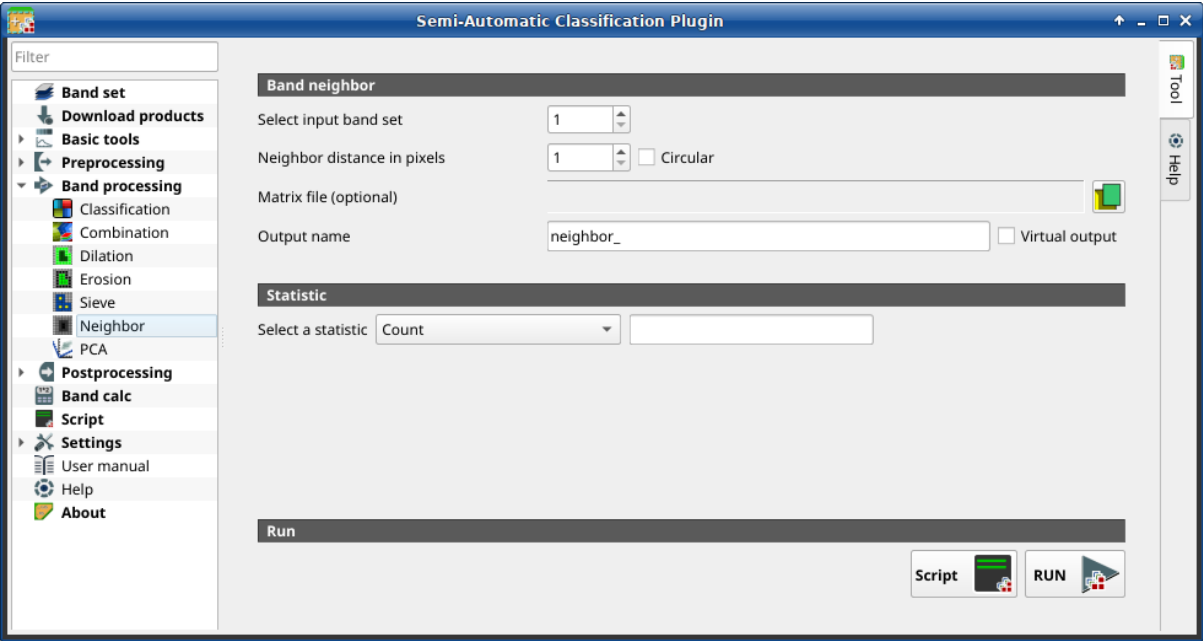 Semi-Automatic Classification Plugin
Filter
Band set
Download products
Basic tools
Preprocessing
Band processing
Classification
Combination
Dilation
Erosion
Sieve
Neighbor
PCA
Postprocessing
Band calc
Script
Settings
User manual
Help
About
Band neighbor
Select input band set 1
Neighbor distance in pixels 1 Circular
Matrix file (optional)
Output name neighbor_ Virtual output
Statistic
Select a statistic Count
Run
Script RUN
Tool
Help